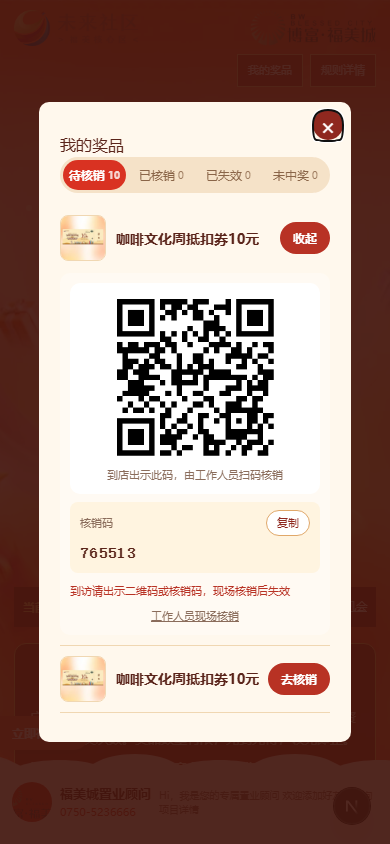 我的奖品
规则详情
我的奖品
待核销 10
已核销 0
已失效 0
未中奖 0
咖啡文化周抵扣券10元
收起
到店出示此码，由工作人员扫码核销
核销码
复制
765513
到访请出示二维码或核销码，现场核销后失效
工作人员现场核销
咖啡文化周抵扣券10元
去核销
福美城置业顾问
0750-5236666